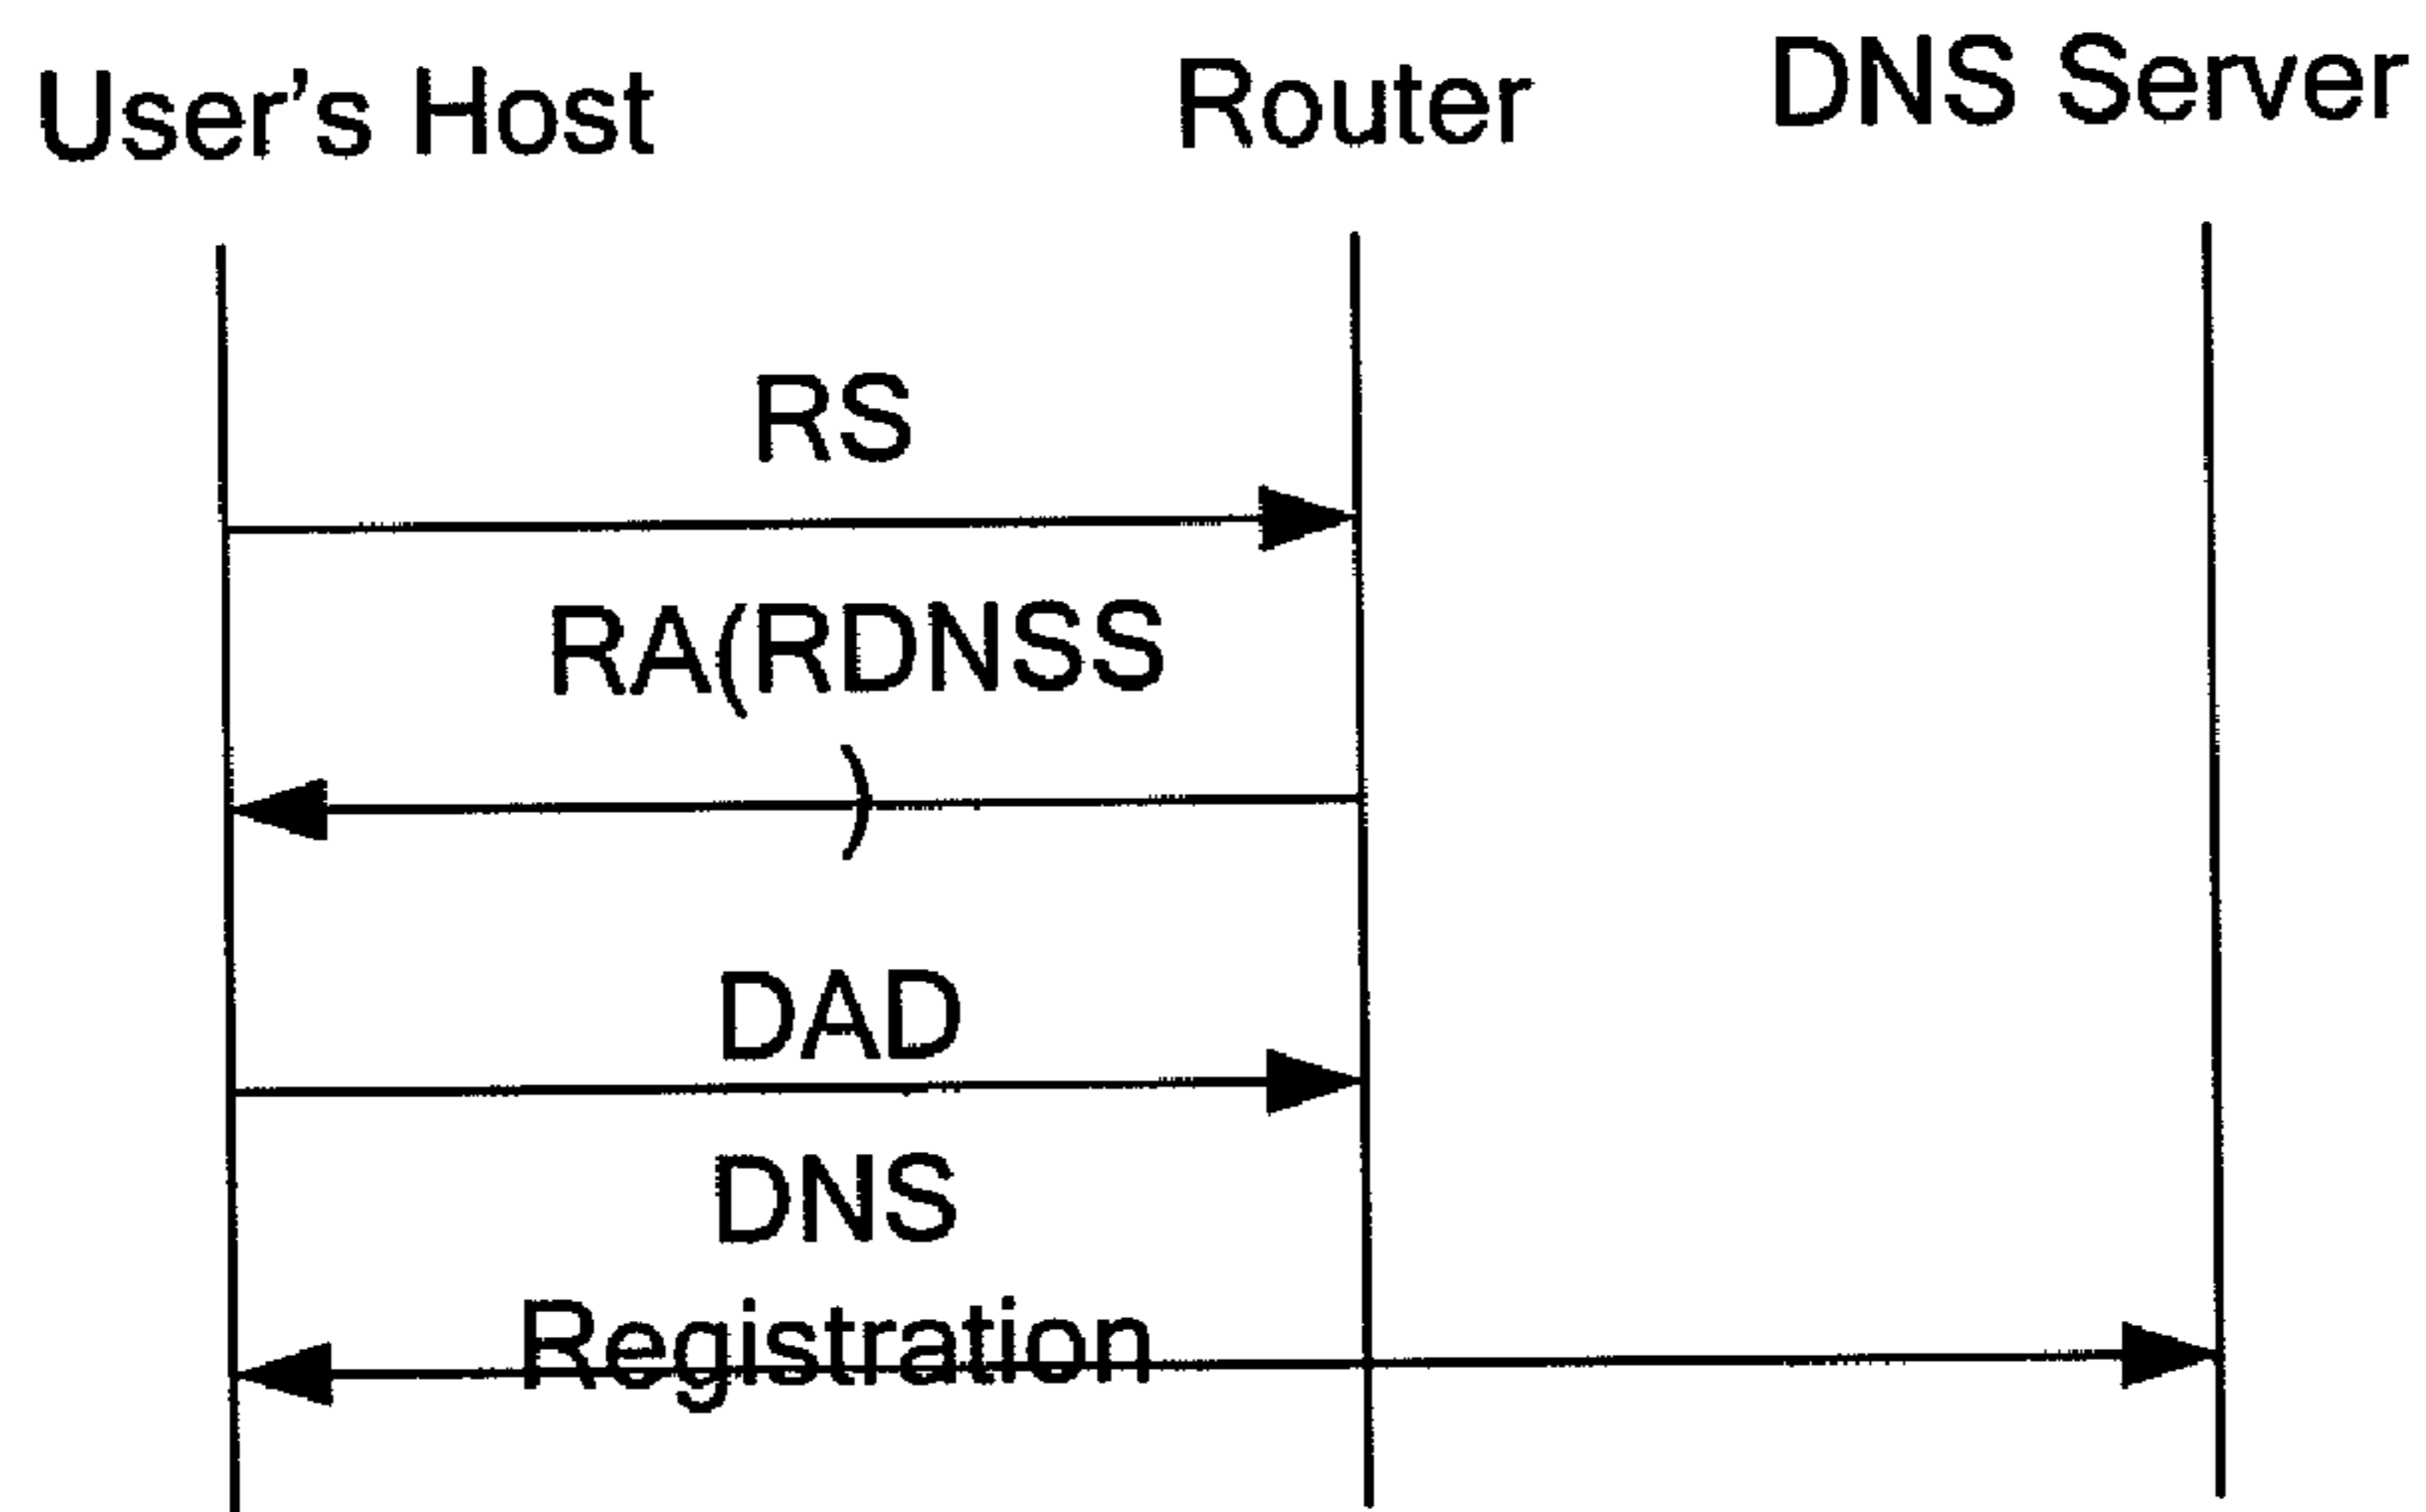 User's Host
Router
DNS Server
RS
RA(RDNSS
)
DAD
DNS
Registration